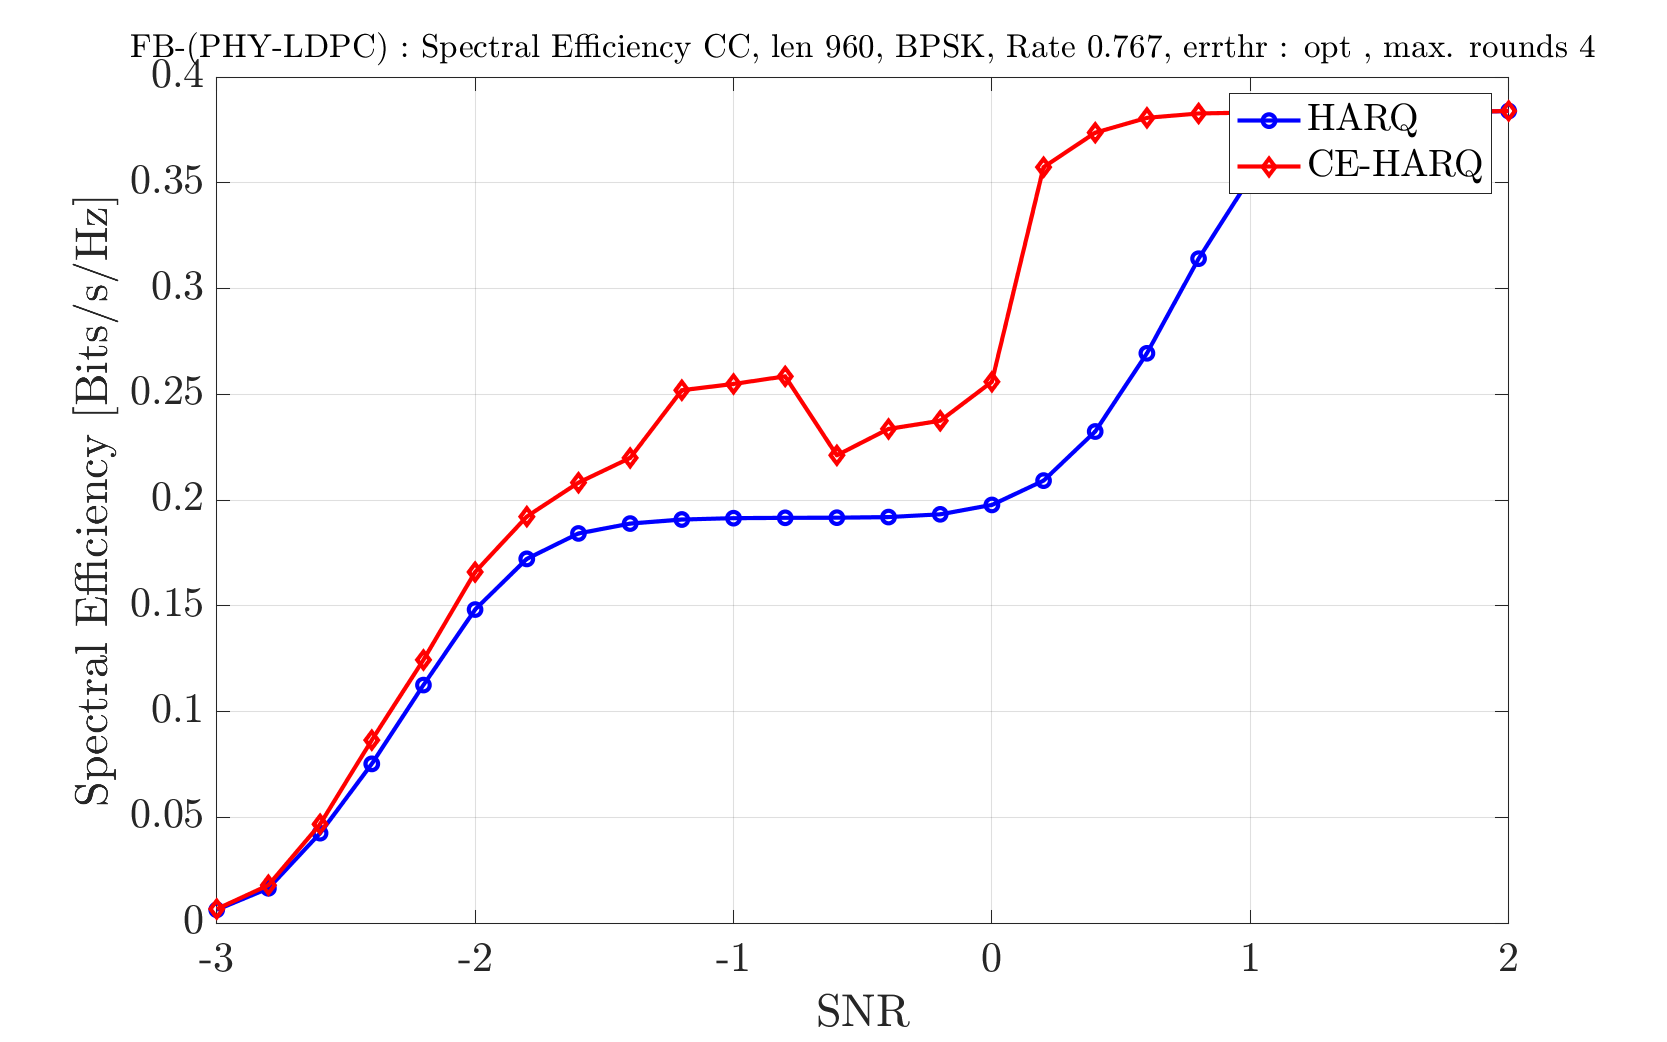 FB-(PHY-LDPC) : Spectral Efficiency CC, len 960, BPSK, Rate 0.767, errthr : opt , max. rounds 4
HARQ
CE-HARQ
Spectral Efficiency [Bits/s/Hz]
0.4
0.35
0.3
0.25
0.2
0.15
0.1
0.05
0
-3 -2 -1 0 1 2
SNR